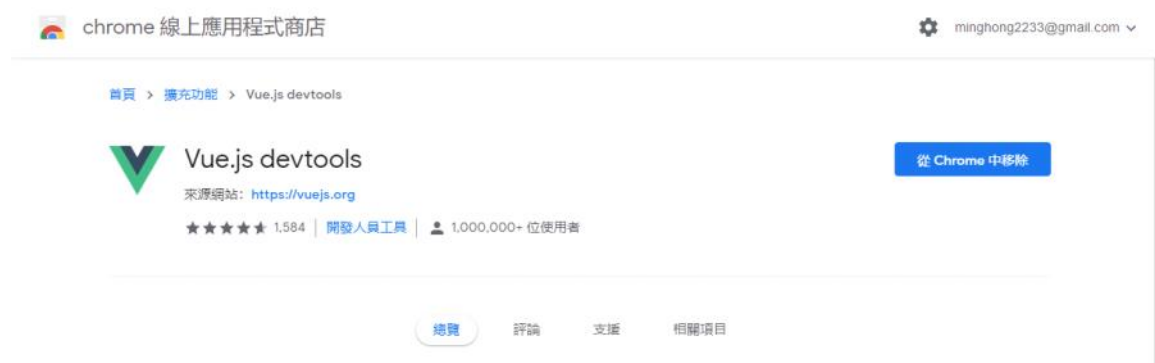 chrome 線上應用程式商店 minghong2233@gmail.com
首頁 > 擴充功能 > Vue.js devtools
Vue.js devtools
從 Chrome 中移除
來源網站: https://vuejs.org
1,584 | 開發人員工具 | 1,000,000+ 位使用者
總覽 評論 支援 相關項目